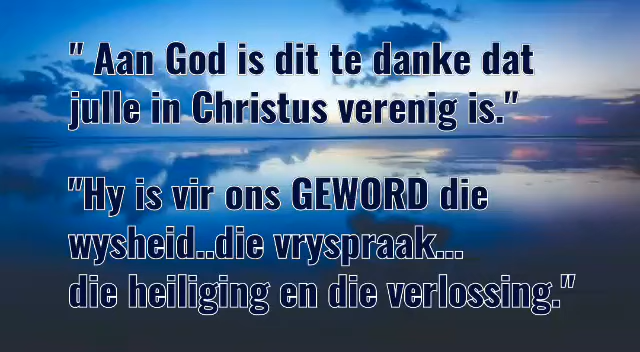 " Aan God is dit te danke dat
julle in Christus verenig is."
"Hy is vir ons GEWORD die
wysheid..die vryspraak...
die heiliging en die verlossing."